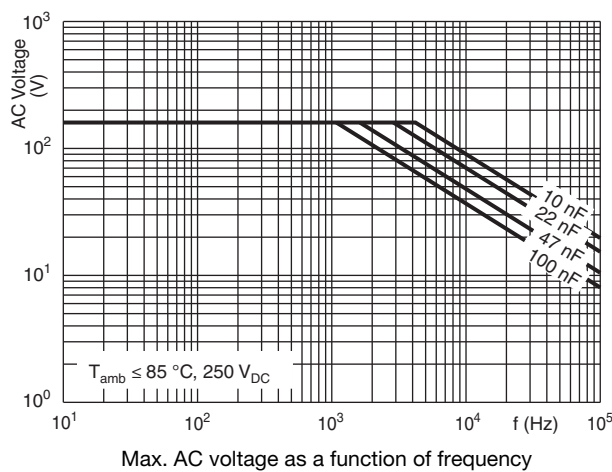 10³
AC Voltage
(V)
10²
10 nF
22 nF
47 nF
100 nF
10¹
T_amb ≤ 85 °C, 250 V_DC
10⁰
10¹ 10² 10³ 10⁴ f (Hz) 10⁵
Max. AC voltage as a function of frequency